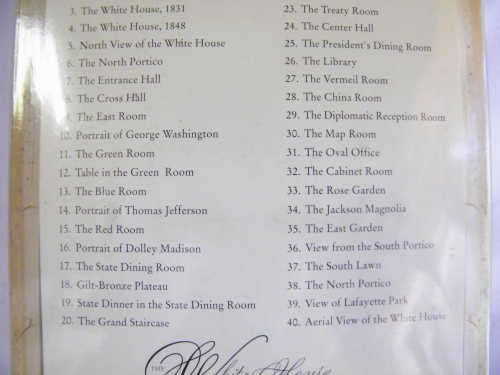 3. The White House, 1831
4. The White House, 1848
5. North View of the White House
6. The North Portico
7. The Entrance Hall
8. The Cross Hall
9. The East Room
10. Portrait of George Washington
11. The Green Room
12. Table in the Green Room
13. The Blue Room
14. Portrait of Thomas Jefferson
15. The Red Room
16. Portrait of Dolley Madison
17. The State Dining Room
18. Gilt-Bronze Plateau
19. State Dinner in the State Dining Room
20. The Grand Staircase
23. The Treaty Room
24. The Center Hall
25. The President's Dining Room
26. The Library
27. The Vermeil Room
28. The China Room
29. The Diplomatic Reception Room
30. The Map Room
31. The Oval Office
32. The Cabinet Room
33. The Rose Garden
34. The Jackson Magnolia
35. The East Garden
36. View from the South Portico
37. The South Lawn
38. The North Portico
39. View of Lafayette Park
40. Aerial View of the White House
THE White House